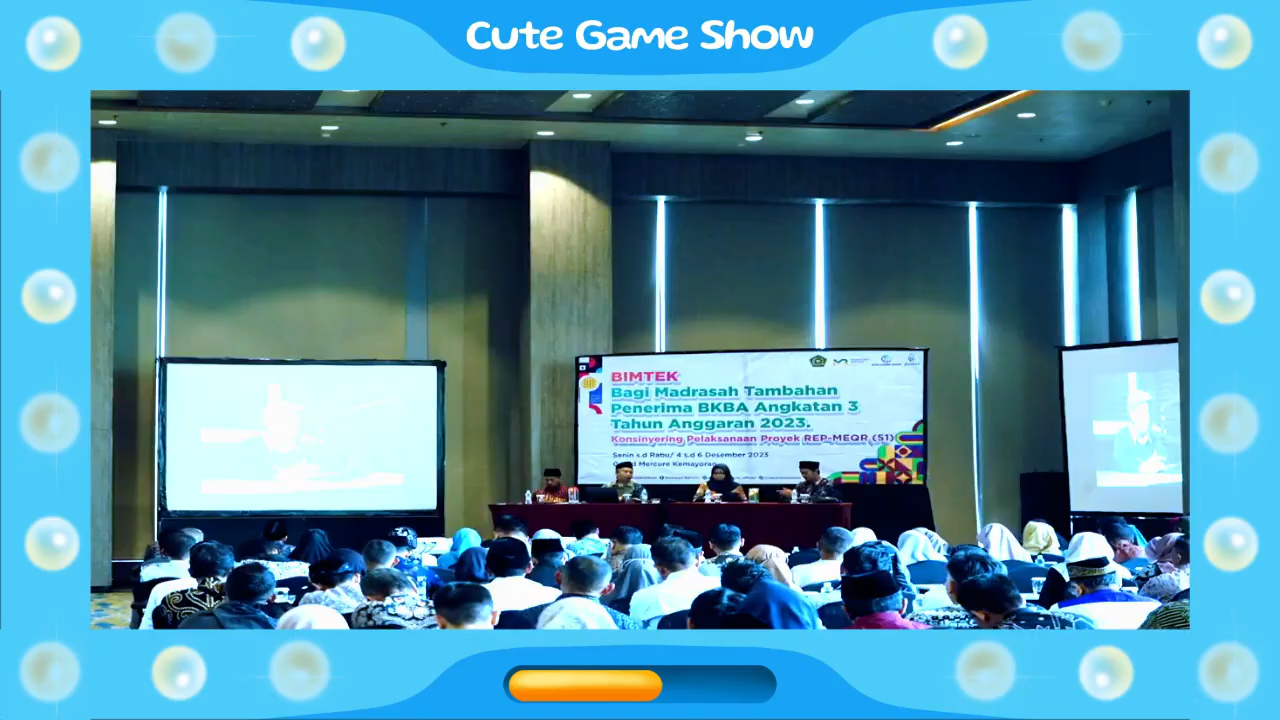 Cute Game Show
BIMTEK
Bagi Madrasah Tambahan
Penerima BKBA Angkatan 3
Tahun Anggaran 2023.
Konsinyering Pelaksanaan Proyek REP-MEQR (51)
Senin s.d Rabu/ 4 s.d 6 Desember 2023
Mercure Kemayoran